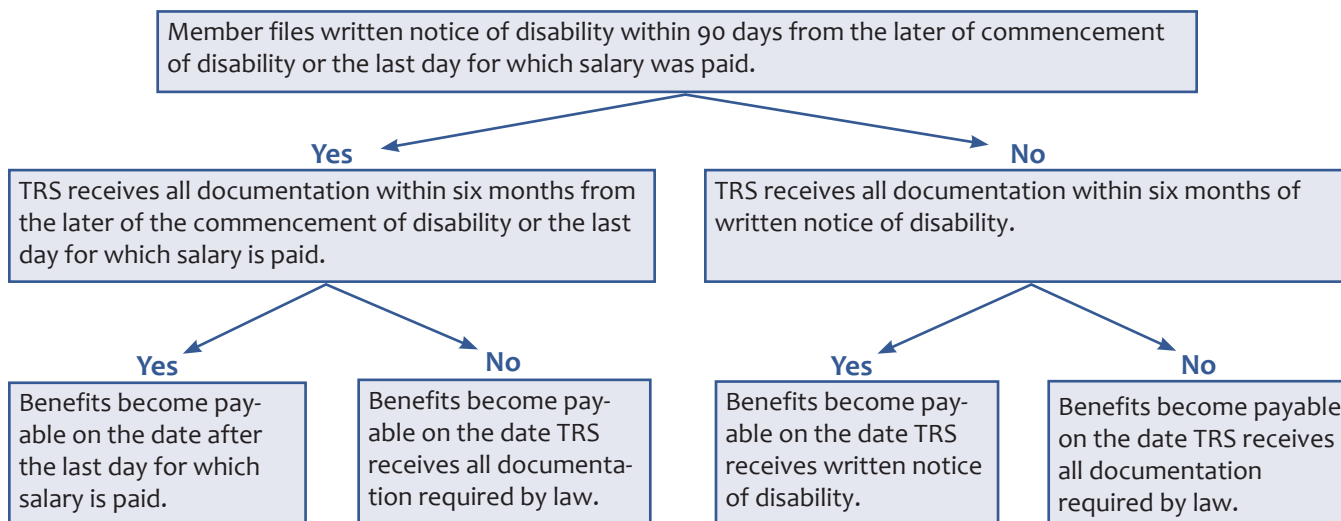 Member files written notice of disability within 90 days from the later of commencement
of disability or the last day for which salary was paid.
Yes
No
TRS receives all documentation within six months from
the later of the commencement of disability or the last
day for which salary is paid.
TRS receives all documentation within six months of
written notice of disability.
Yes
No
Yes
No
Benefits become pay-
able on the date after
the last day for which
salary is paid.
Benefits become pay-
able on the date TRS
receives all documenta-
tion required by law.
Benefits become pay-
able on the date TRS
receives written notice
of disability.
Benefits become payable
on the date TRS receives
all documentation
required by law.